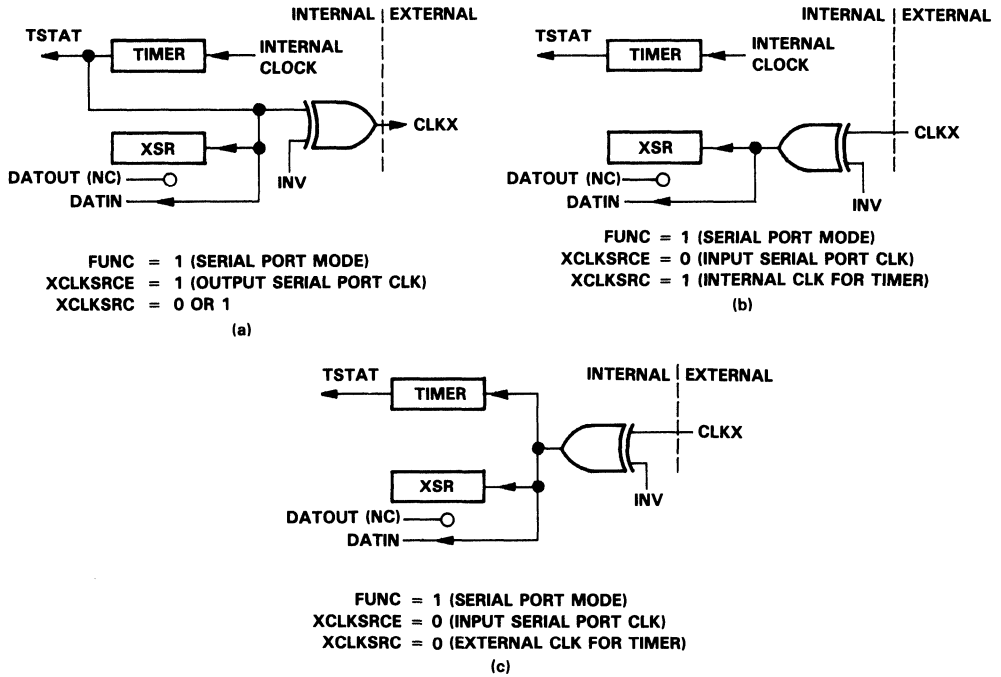 INTERNAL EXTERNAL
TSTAT
TIMER
INTERNAL
CLOCK
CLKX
XSR
INV
DATOUT (NC)
DATIN
FUNC = 1 (SERIAL PORT MODE)
XCLKSRCE = 1 (OUTPUT SERIAL PORT CLK)
XCLKSRC = 0 OR 1
(a)
INTERNAL EXTERNAL
TSTAT
TIMER
INTERNAL
CLOCK
CLKX
XSR
DATOUT (NC)
DATIN
INV
FUNC = 1 (SERIAL PORT MODE)
XCLKSRCE = 0 (INPUT SERIAL PORT CLK)
XCLKSRC = 1 (INTERNAL CLK FOR TIMER)
(b)
INTERNAL EXTERNAL
TSTAT
TIMER
CLKX
XSR
INV
DATOUT (NC)
DATIN
FUNC = 1 (SERIAL PORT MODE)
XCLKSRCE = 0 (INPUT SERIAL PORT CLK)
XCLKSRC = 0 (EXTERNAL CLK FOR TIMER)
(c)